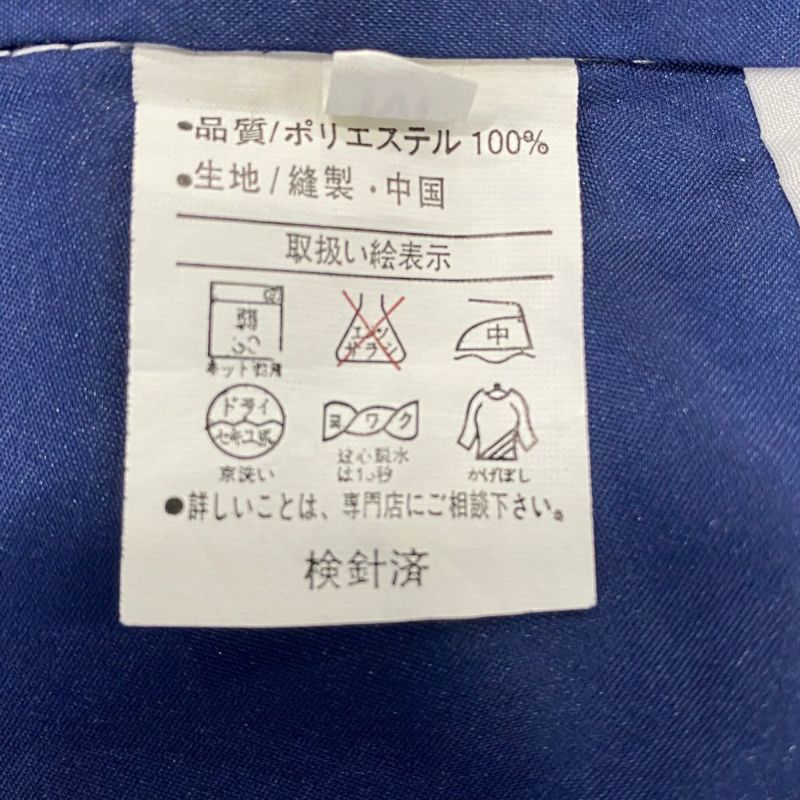 •品質/ポリエステル 100%
•生地/縫製・中国
取扱い絵表示
弱
30
ネット使用
エンソ
サラシ
中
ドライ
セキユ系
京洗い
ヨワク
遠心脱水
は15秒
かげぼし
●詳しいことは、専門店にご相談下さい。
検針済